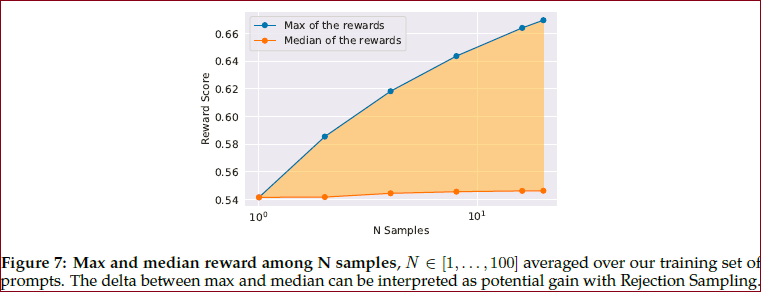 Max of the rewards
Median of the rewards
0.66
0.64
0.62
0.60
0.58
0.56
0.54
Reward Score
10⁰
10¹
N Samples
Figure 7: Max and median reward among N samples, N ∈ [1, . . . , 100] averaged over our training set of
prompts. The delta between max and median can be interpreted as potential gain with Rejection Sampling.